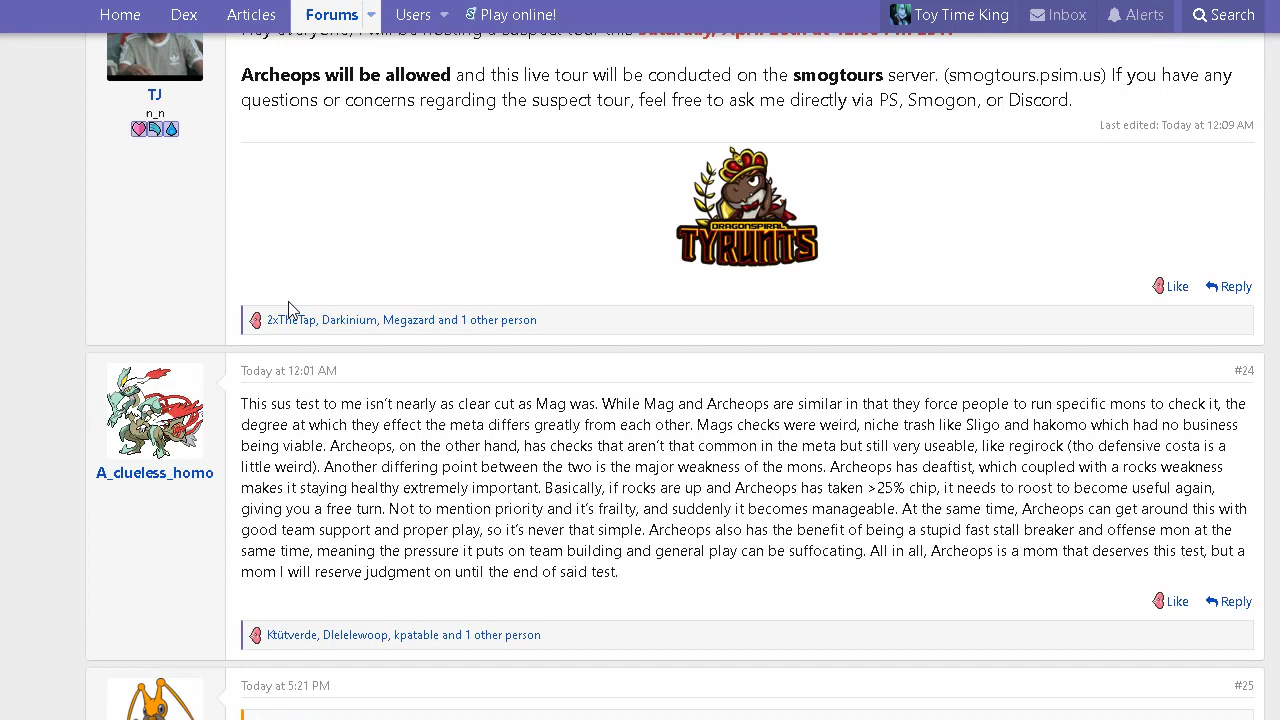 Home Dex Articles Forums Users Play online! Toy Time King Inbox Alerts Search
Archeops will be allowed and this live tour will be conducted on the smogtours server. (smogtours.psim.us) If you have any
questions or concerns regarding the suspect tour, feel free to ask me directly via PS, Smogon, or Discord.
TJ
n_n
Last edited: Today at 12:09 AM
DRAGONSPIRAL
TYRUNTS
Like Reply
2xTheTap, Darkinium, Megazard and 1 other person
Today at 12:01 AM #24
This sus test to me isn't nearly as clear cut as Mag was. While Mag and Archeops are similar in that they force people to run specific mons to check it, the
degree at which they effect the meta differs greatly from each other. Mags checks were weird, niche trash like Sligo and hakomo which had no business
being viable. Archeops, on the other hand, has checks that aren't that common in the meta but still very useable, like regirock (tho defensive costa is a
little weird). Another differing point between the two is the major weakness of the mon. Archeops has deaftist, which coupled with a rocks weakness
makes it staying healthy extremely important. Basically, if rocks are up and Archeops has taken >25% chip, it needs to roost to become useful again,
giving you a free turn. Not to mention priority and it's frailty, and suddenly it becomes manageable. At the same time, Archeops can get around this with
good team support and proper play, so it's never that simple. Archeops also has the benefit of being a stupid fast stall breaker and offense mon at the
same time, meaning the pressure it puts on team building and general play can be suffocating. All in all, Archeops is a mom that deserves this test, but a
mom I will reserve judgment on until the end of said test.
A_clueless_homo
Like Reply
Ktütverde, Dlelelewoop, kpatable and 1 other person
Today at 5:21 PM #25